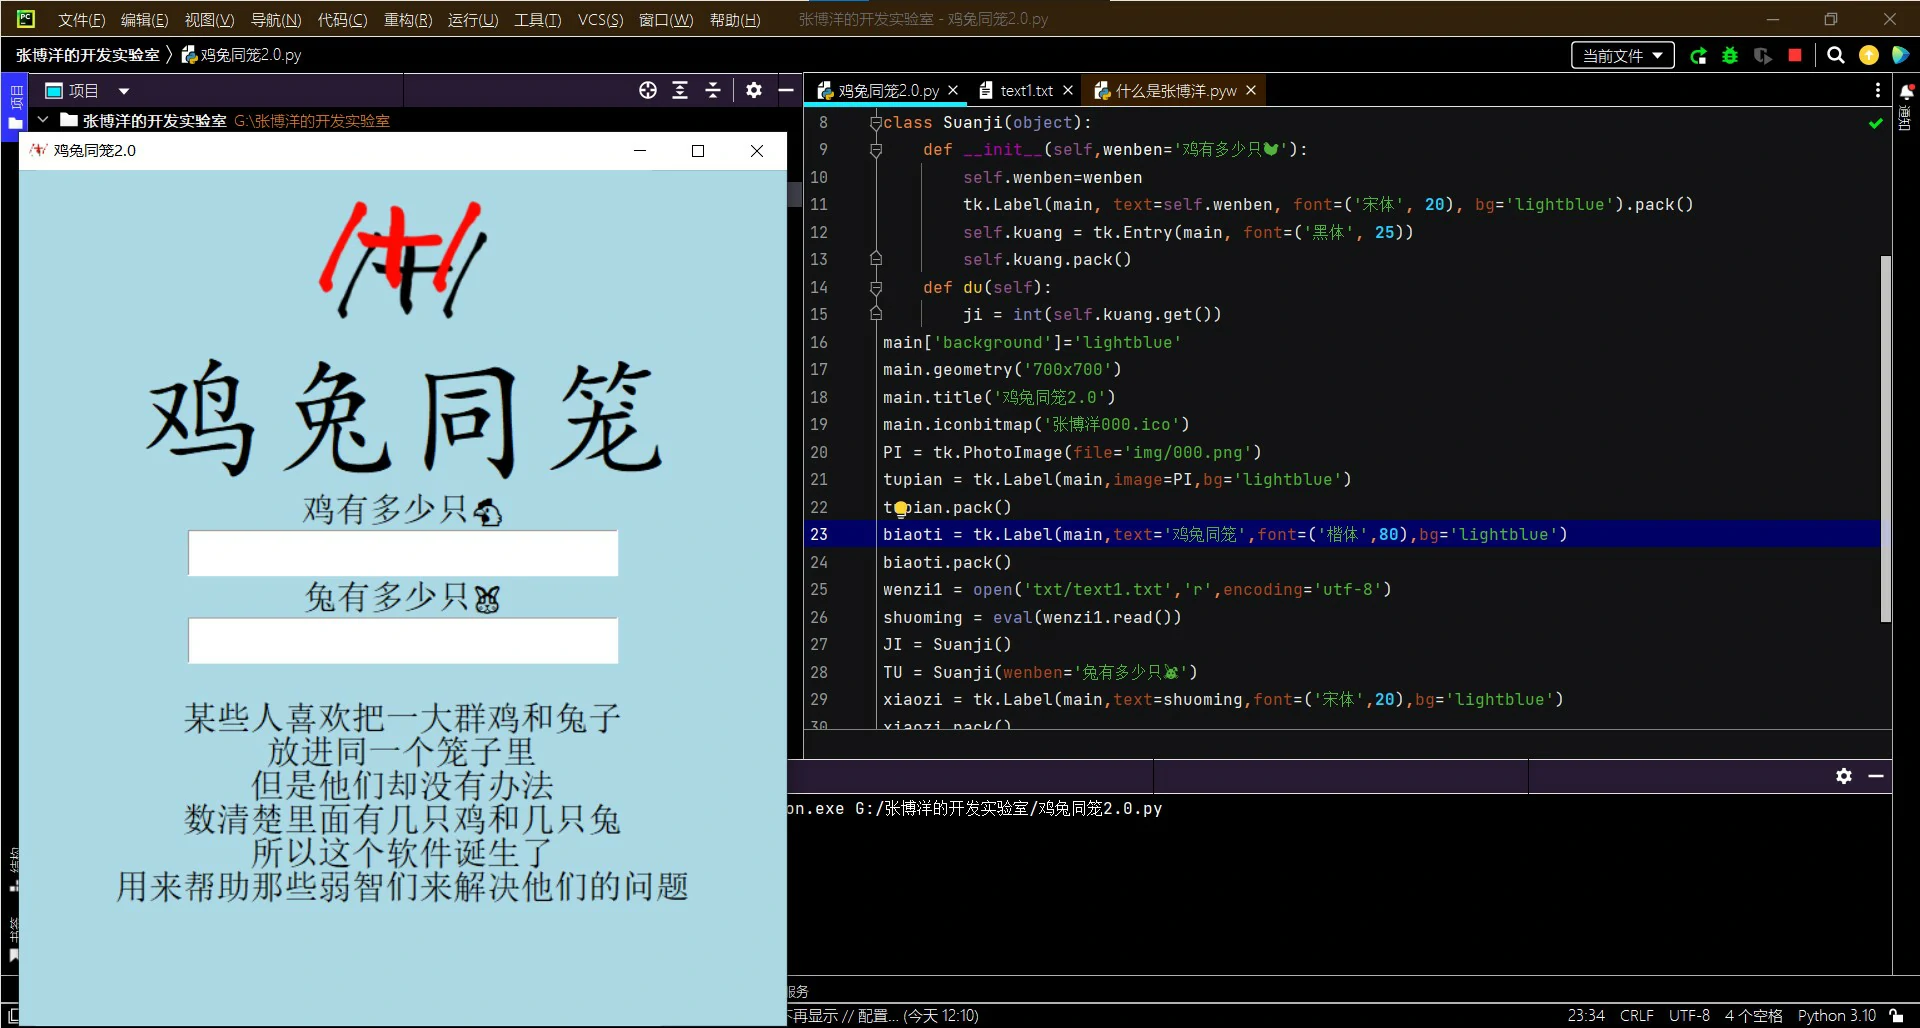 文件(F) 编辑(E) 视图(V) 导航(N) 代码(C) 重构(R) 运行(U) 工具(T) VCS(S) 窗口(W) 帮助(H) 张博洋的开发实验室 - 鸡兔同笼2.0.py
张博洋的开发实验室 〉 鸡兔同笼2.0.py
当前文件
项目
项目
鸡兔同笼2.0.py
text1.txt
什么是张博洋.pyw
通知
张博洋的开发实验室 G:\张博洋的开发实验室
鸡兔同笼2.0
鸡兔同笼
鸡有多少只🐔
兔有多少只🐰
某些人喜欢把一大群鸡和兔子
放进同一个笼子里
但是他们却没有办法
数清楚里面有几只鸡和几只兔
所以这个软件诞生了
用来帮助那些弱智们来解决他们的问题
8 class Suanji(object):
9     def __init__(self,wenben='鸡有多少只🐔'):
10         self.wenben=wenben
11         tk.Label(main, text=self.wenben, font=('宋体', 20), bg='lightblue').pack()
12         self.kuang = tk.Entry(main, font=('黑体', 25))
13         self.kuang.pack()
14     def du(self):
15         ji = int(self.kuang.get())
16 main['background']='lightblue'
17 main.geometry('700x700')
18 main.title('鸡兔同笼2.0')
19 main.iconbitmap('张博洋000.ico')
20 PI = tk.PhotoImage(file='img/000.png')
21 tupian = tk.Label(main,image=PI,bg='lightblue')
22 tupian.pack()
23 biaoti = tk.Label(main,text='鸡兔同笼',font=('楷体',80),bg='lightblue')
24 biaoti.pack()
25 wenzi1 = open('txt/text1.txt','r',encoding='utf-8')
26 shuoming = eval(wenzi1.read())
27 JI = Suanji()
28 TU = Suanji(wenben='兔有多少只🐰')
29 xiaozi = tk.Label(main,text=shuoming,font=('宋体',20),bg='lightblue')
30 xiaozi.pack()
on.exe G:/张博洋的开发实验室/鸡兔同笼2.0.py
结构
书签
服务
不再显示 // 配置... (今天 12:10)
23:34 CRLF UTF-8 4 个空格 Python 3.10